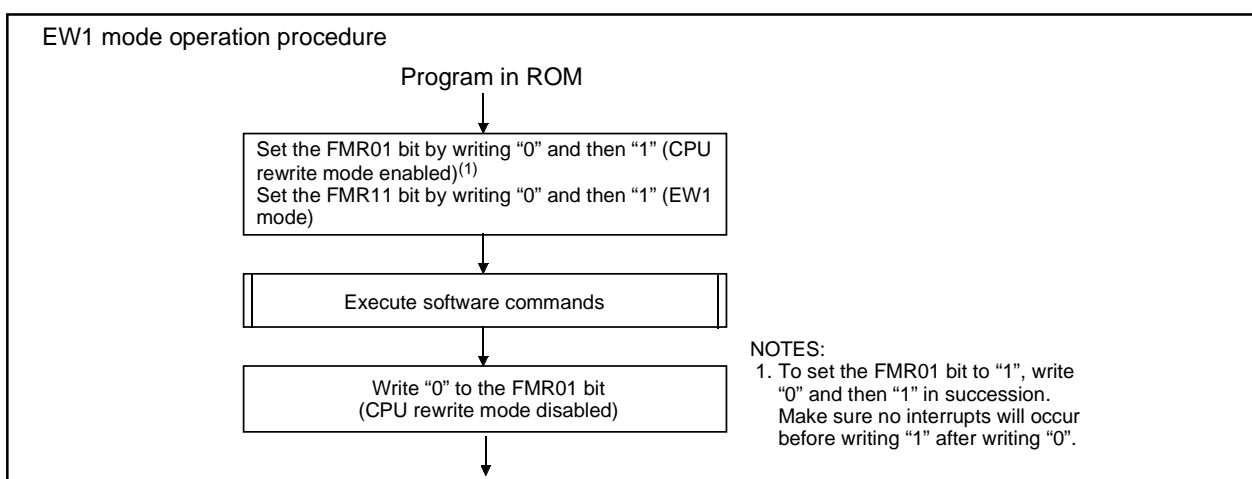 EW1 mode operation procedure
Program in ROM
Set the FMR01 bit by writing “0” and then “1” (CPU
rewrite mode enabled)(1)
Set the FMR11 bit by writing “0” and then “1” (EW1
mode)
Execute software commands
Write “0” to the FMR01 bit
(CPU rewrite mode disabled)
NOTES:
1. To set the FMR01 bit to “1”, write
“0” and then “1” in succession.
Make sure no interrupts will occur
before writing “1” after writing “0”.